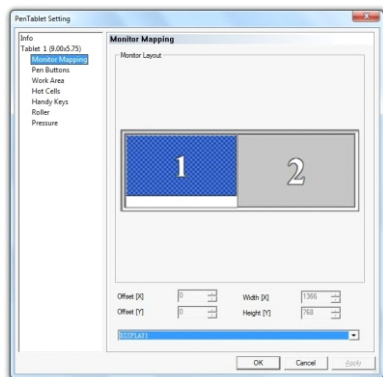 PenTablet Setting
Info
Tablet 1 (9.00x5.75)
Monitor Mapping
Pen Buttons
Work Area
Hot Cells
Handy Keys
Roller
Pressure
Monitor Mapping
Monitor Layout
1
2
Offset [X]
0
Width [X]
1366
Offset [Y]
0
Height [Y]
768
DISPLAY1
OK
Cancel
Apply